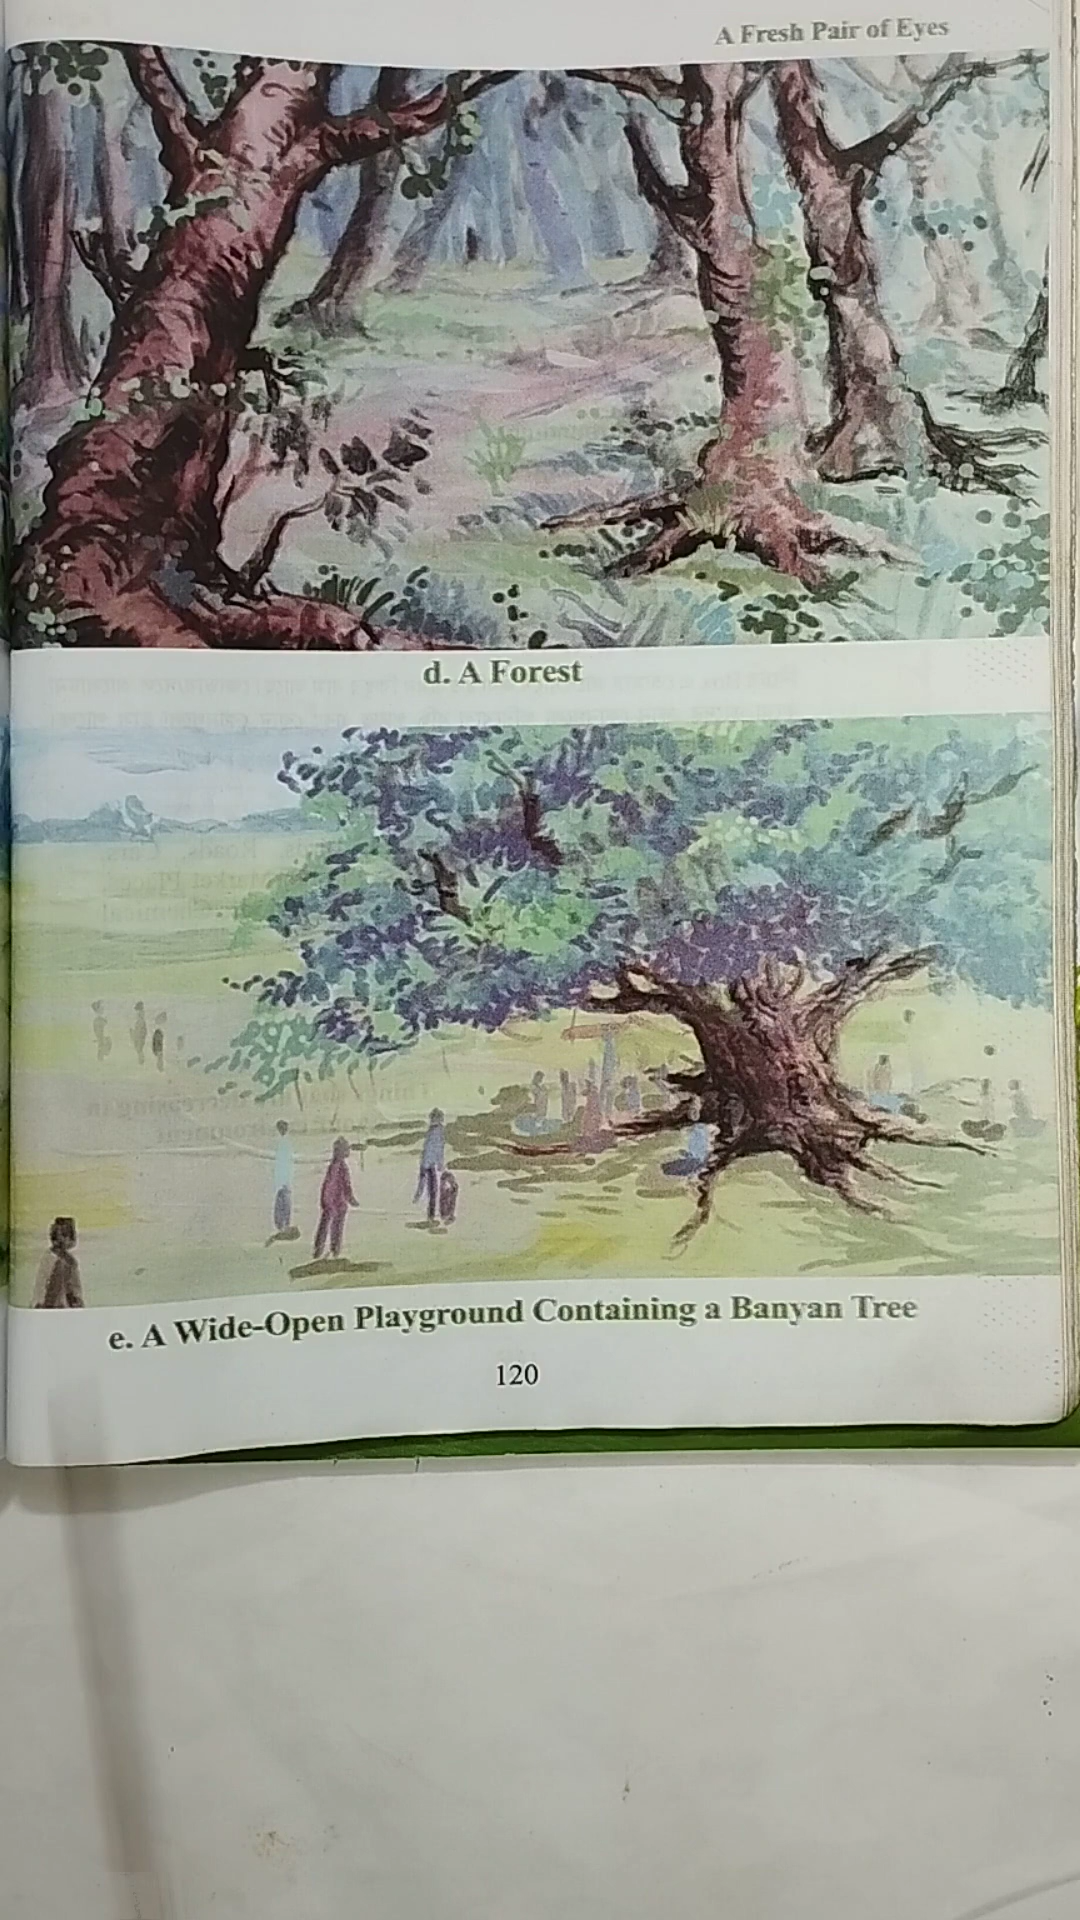 A Fresh Pair of Eyes
d. A Forest
e. A Wide-Open Playground Containing a Banyan Tree
120